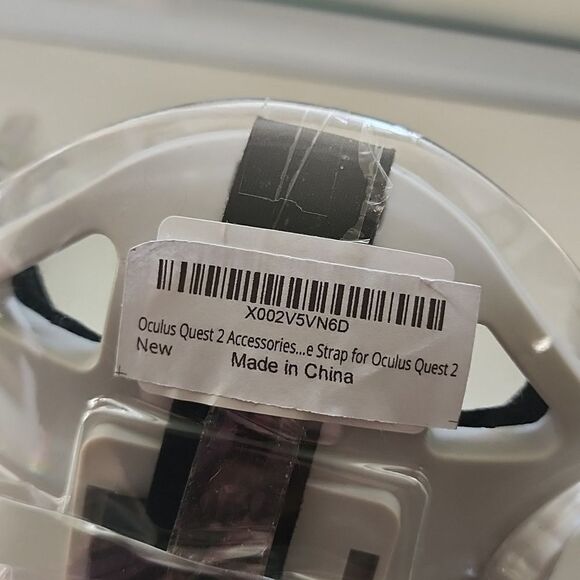 X002V5VN6D
Oculus Quest 2 Accessories...e Strap for Oculus Quest 2
New
Made in China